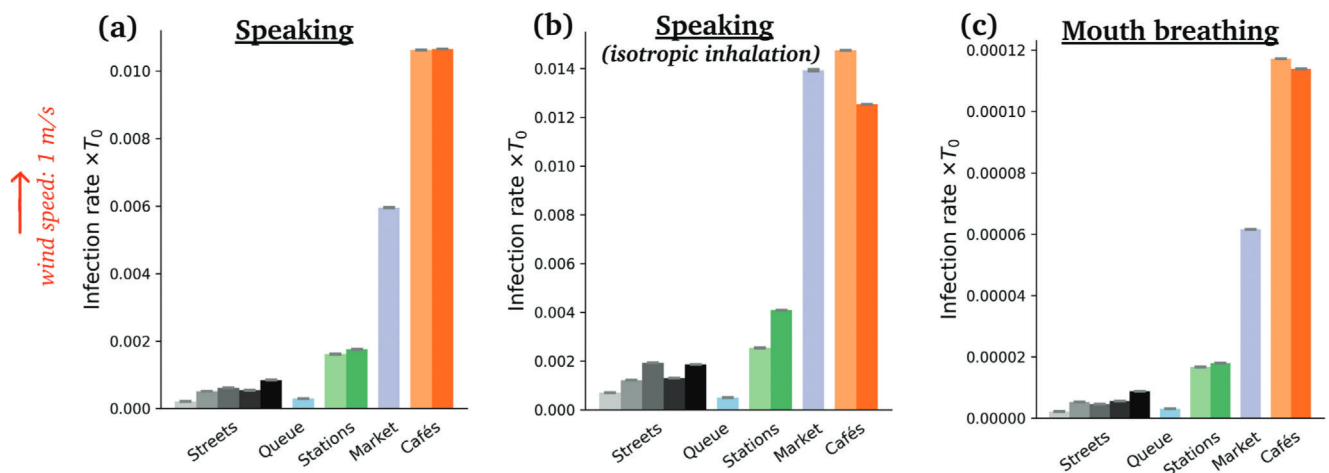 wind speed: 1 m/s
(a)
Speaking
Infection rate ×T₀
0.010
0.008
0.006
0.004
0.002
0.000
Streets
Queue
Stations
Market
Cafés
(b)
Speaking
(isotropic inhalation)
Infection rate ×T₀
0.014
0.012
0.010
0.008
0.006
0.004
0.002
0.000
Streets
Queue
Stations
Market
Cafés
(c)
Mouth breathing
Infection rate ×T₀
0.00012
0.00010
0.00008
0.00006
0.00004
0.00002
0.00000
Streets
Queue
Stations
Market
Cafés